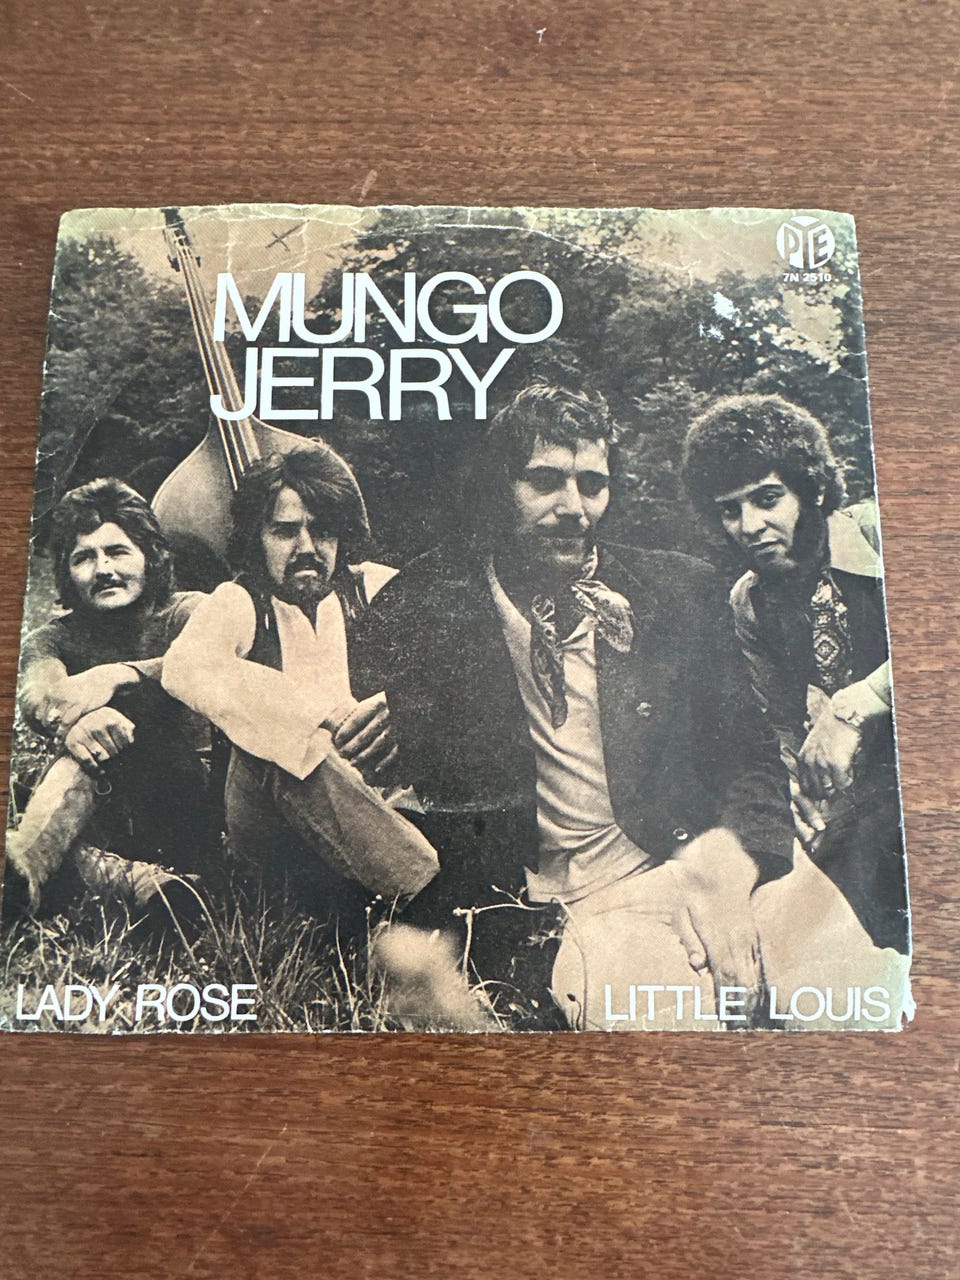 PYE
7N 2510
MUNGO
JERRY
LADY ROSE
LITTLE LOUIS